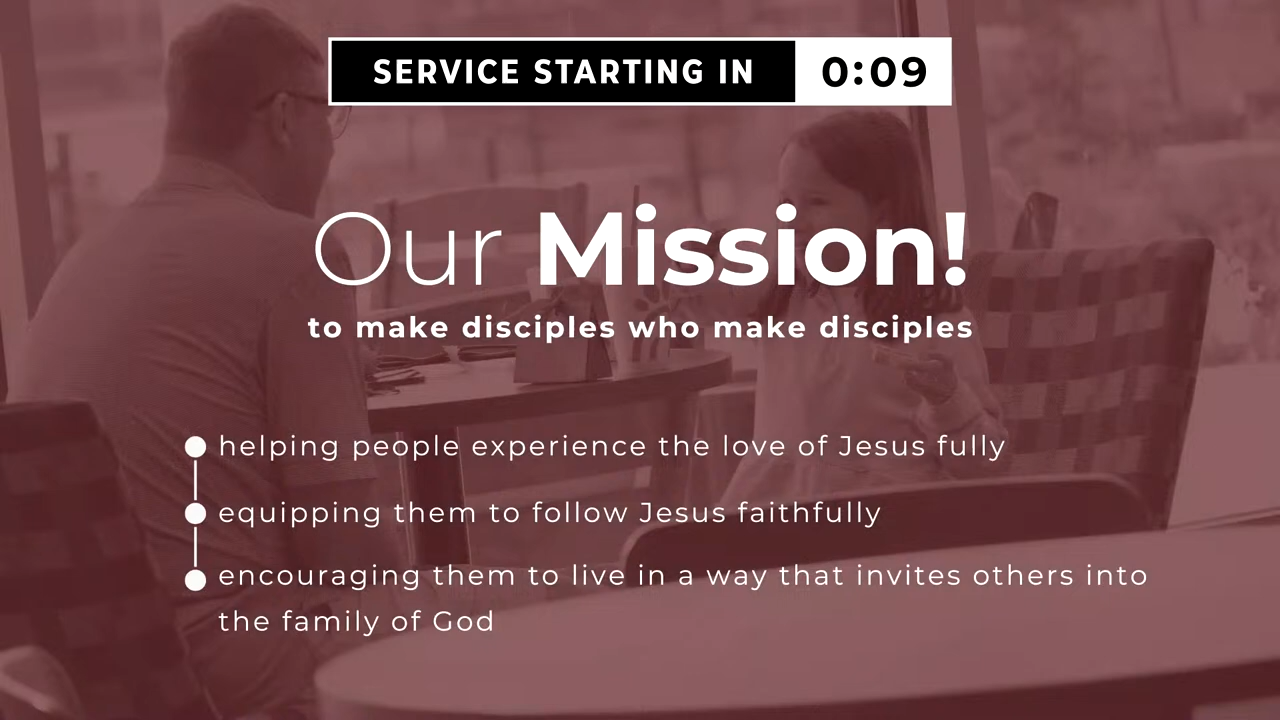 SERVICE STARTING IN 0:09
Our Mission!
to make disciples who make disciples
helping people experience the love of Jesus fully
equipping them to follow Jesus faithfully
encouraging them to live in a way that invites others into
the family of God